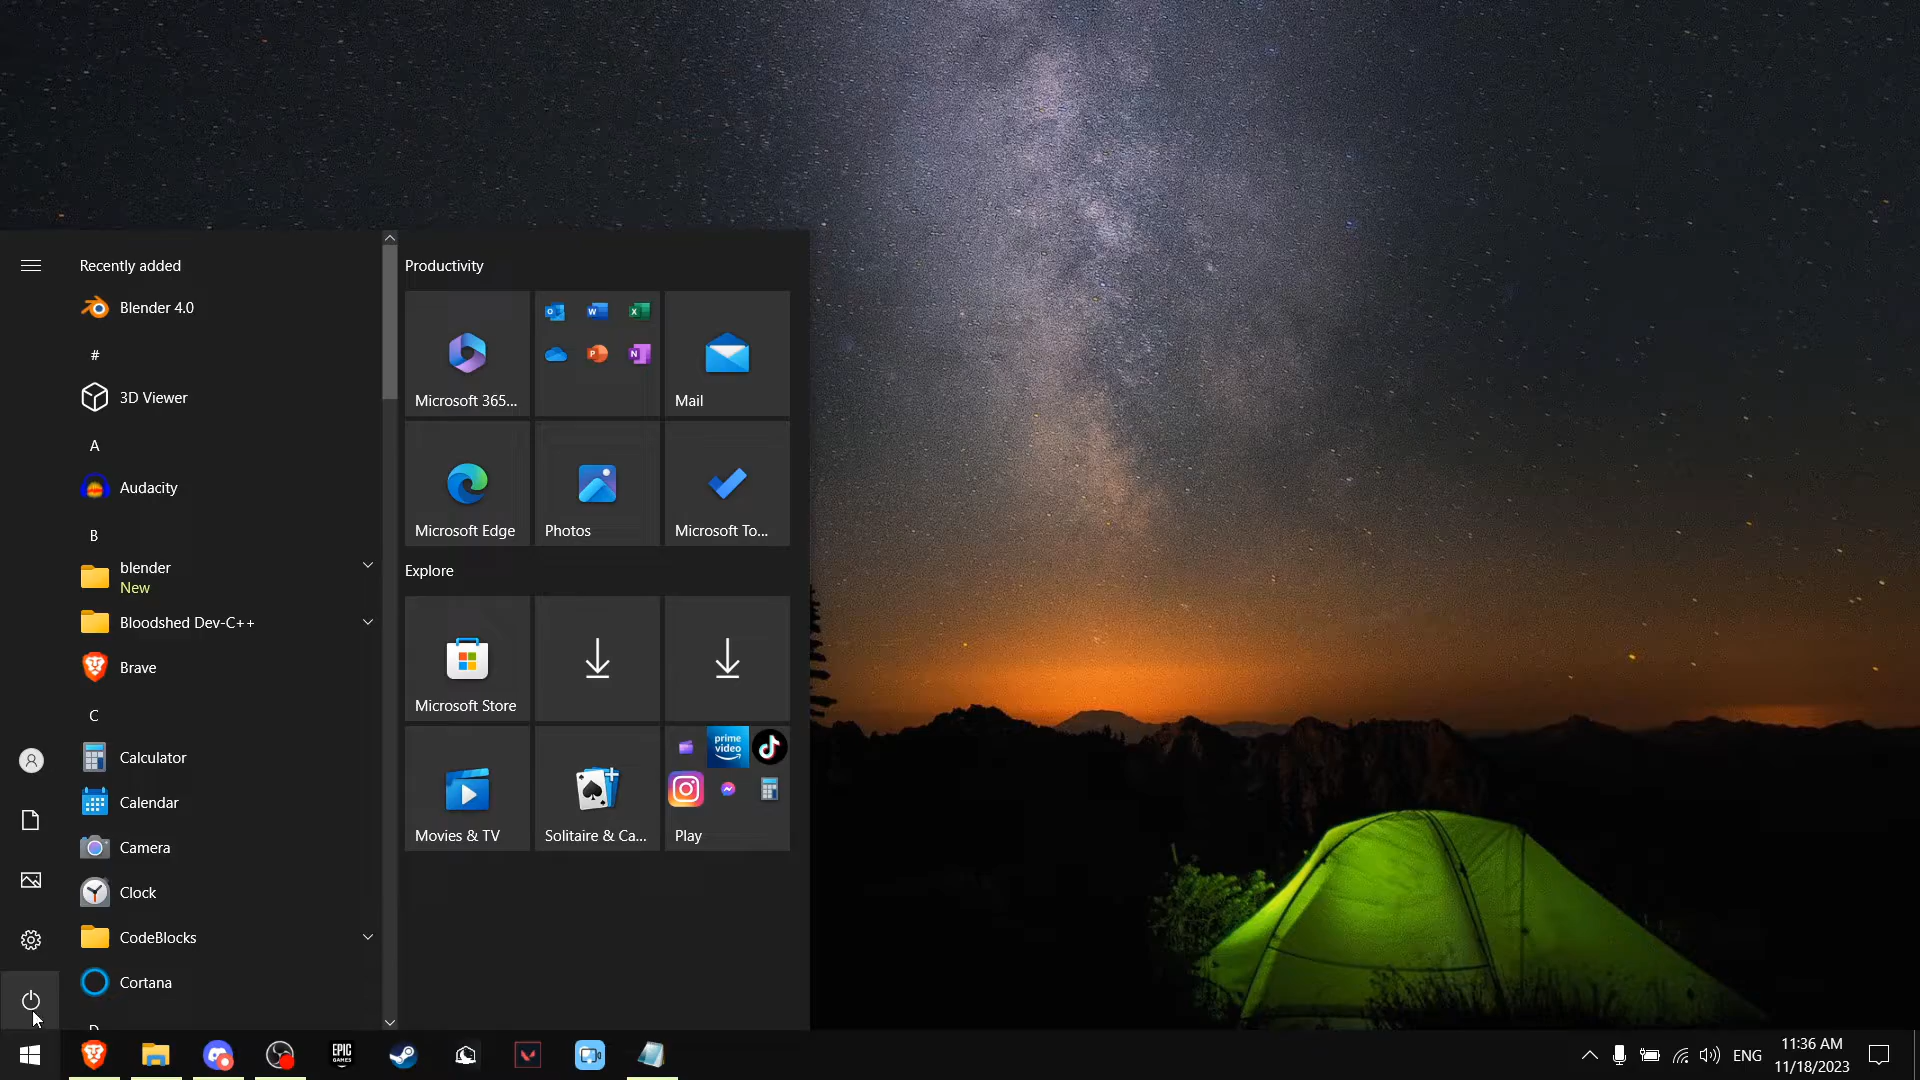 Recently added
Blender 4.0
#
3D Viewer
A
Audacity
B
blender
New
Bloodshed Dev-C++
Brave
C
Calculator
Calendar
Camera
Clock
CodeBlocks
Cortana
D
Productivity
Microsoft 365...
Mail
Microsoft Edge
Photos
Microsoft To...
Explore
Microsoft Store
Movies & TV
Solitaire & Ca...
prime
video
Play
EPIC
GAMES
ENG
11:36 AM
11/18/2023